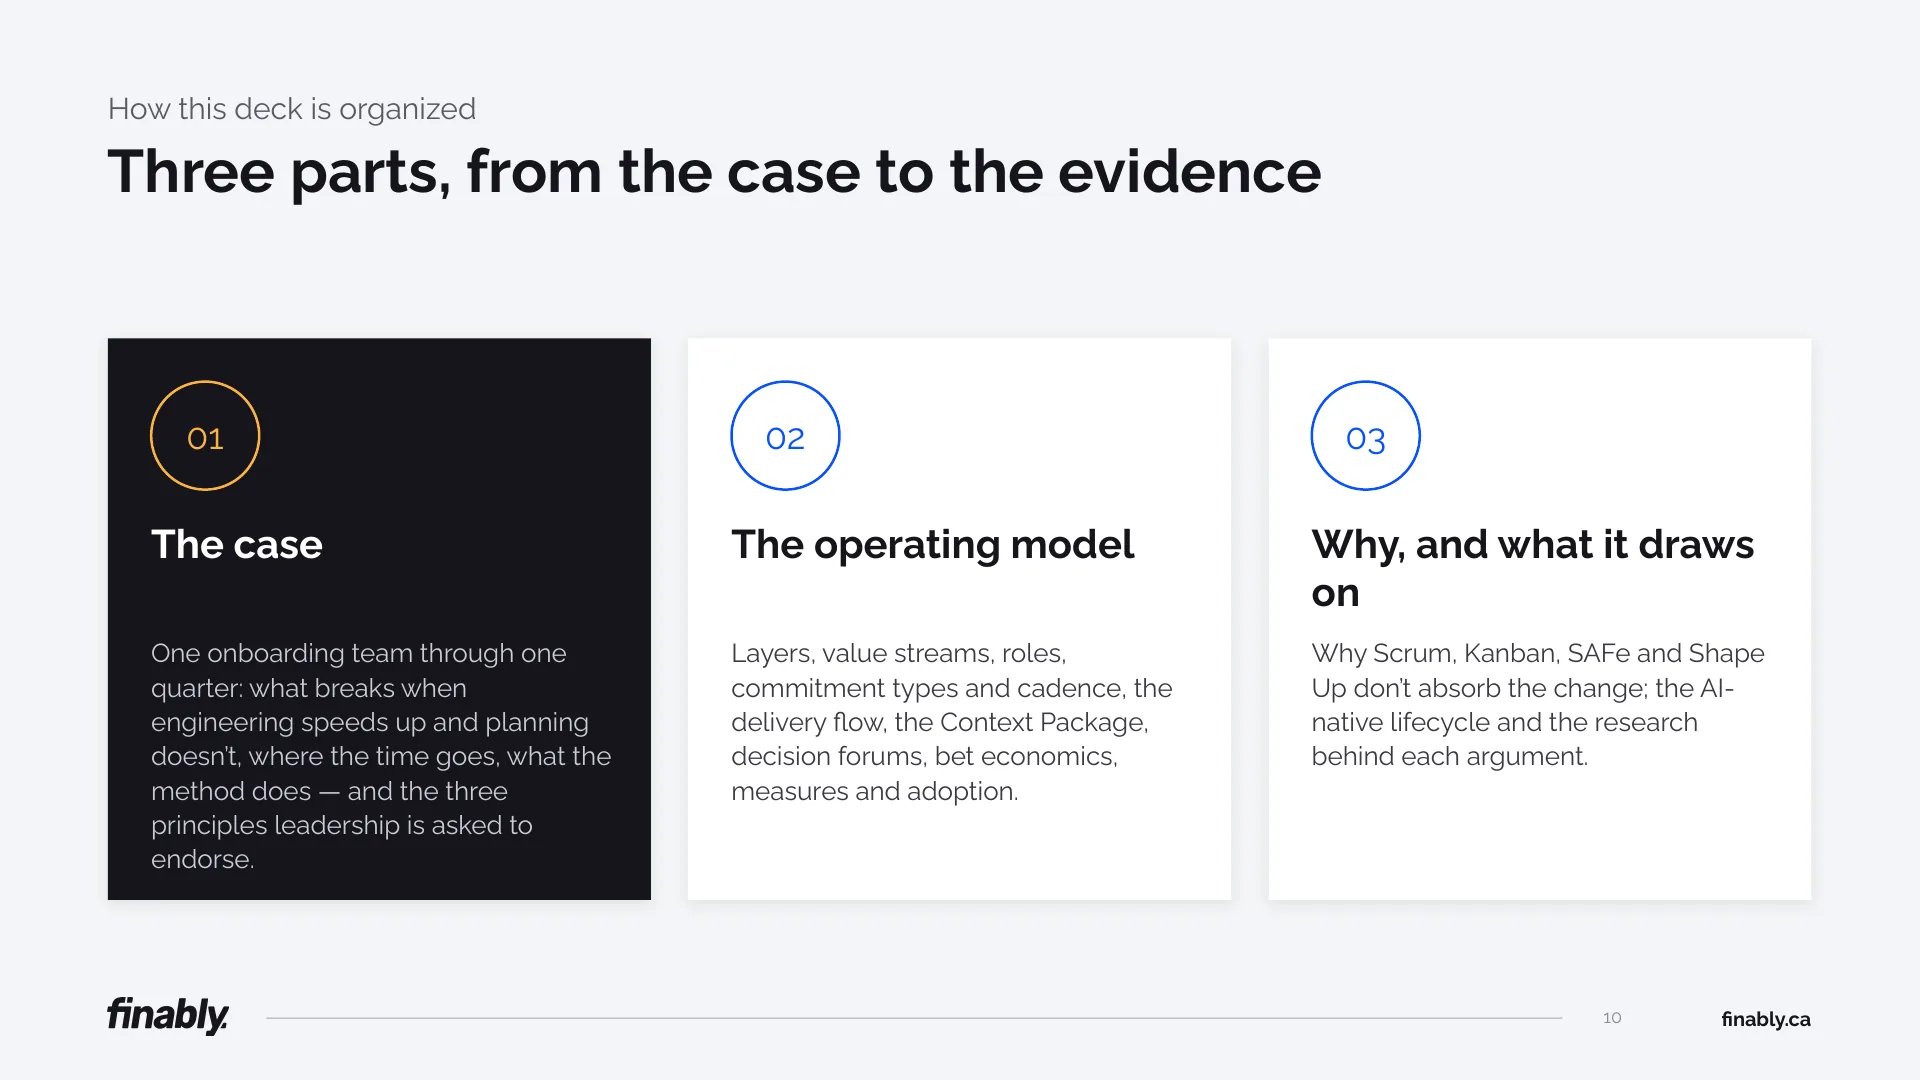 How this deck is organized
Three parts, from the case to the evidence
01
The case
One onboarding team through one
quarter: what breaks when
engineering speeds up and planning
doesn't, where the time goes, what the
method does — and the three
principles leadership is asked to
endorse.
02
The operating model
Layers, value streams, roles,
commitment types and cadence, the
delivery flow, the Context Package,
decision forums, bet economics,
measures and adoption.
03
Why, and what it draws
on
Why Scrum, Kanban, SAFe and Shape
Up don't absorb the change; the AI-
native lifecycle and the research
behind each argument.
finably.
10
finably.ca